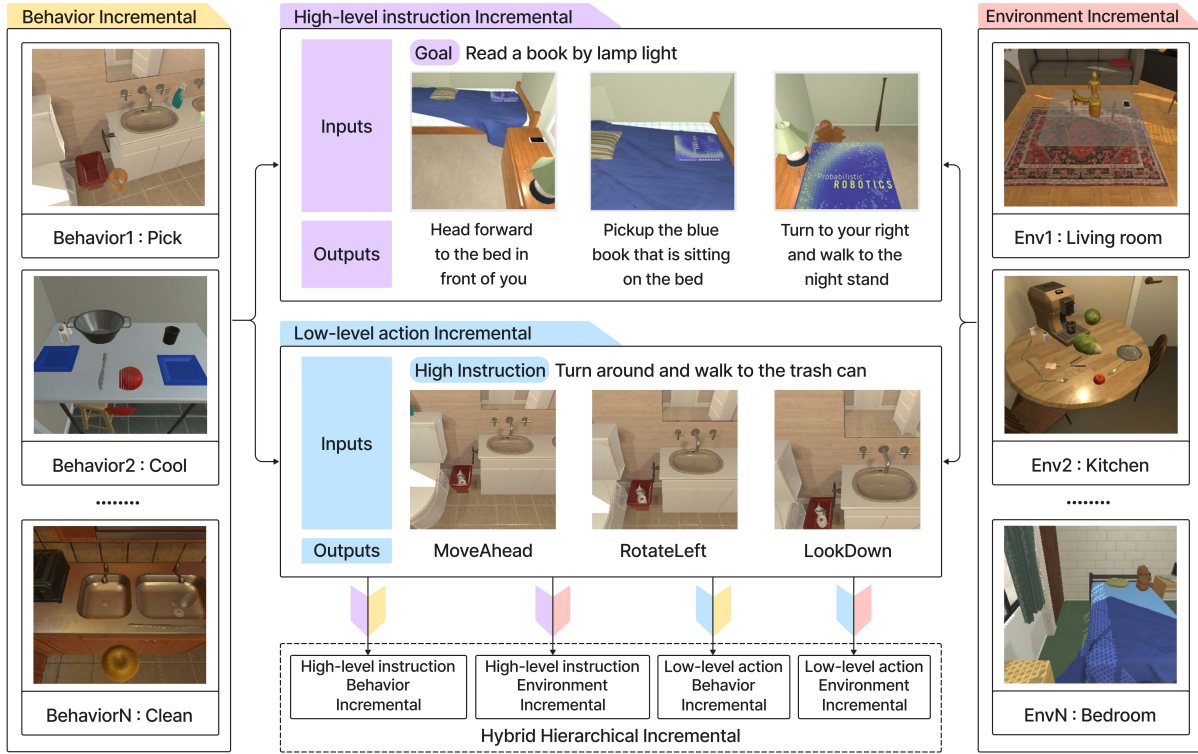 Behavior Incremental
Behavior1 : Pick
Behavior2 : Cool
........
BehaviorN : Clean
High-level instruction Incremental
Inputs
Goal Read a book by lamp light
Probabilistic
ROBOTICS
Outputs
Head forward
to the bed in
front of you
Pickup the blue
book that is sitting
on the bed
Turn to your right
and walk to the
night stand
Low-level action Incremental
Inputs
High Instruction Turn around and walk to the trash can
Outputs
MoveAhead
RotateLeft
LookDown
High-level instruction
Behavior
Incremental
High-level instruction
Environment
Incremental
Low-level action
Behavior
Incremental
Low-level action
Environment
Incremental
Hybrid Hierarchical Incremental
Environment Incremental
Env1 : Living room
Env2 : Kitchen
........
EnvN : Bedroom